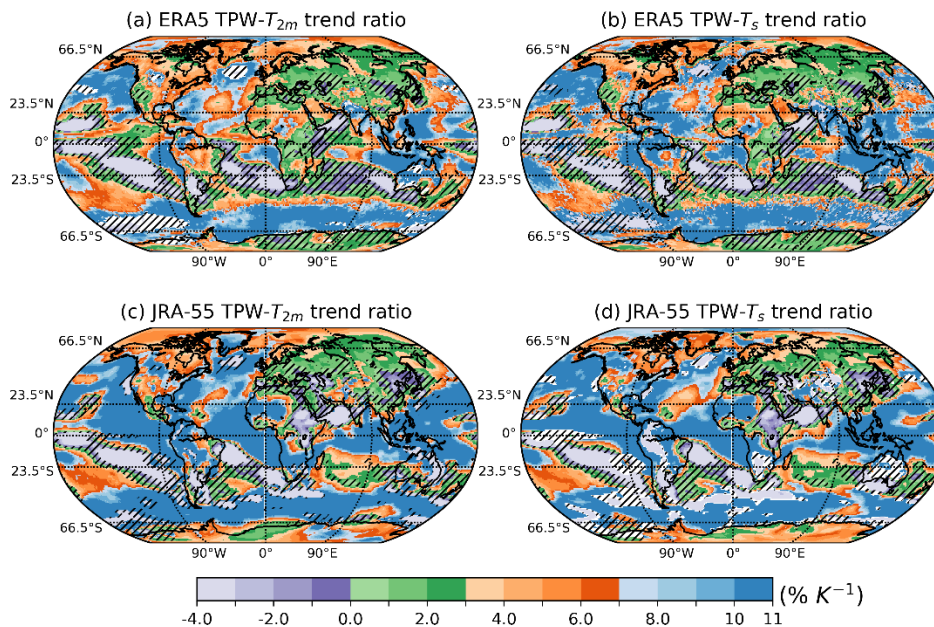 (a) ERA5 TPW-T2m trend ratio
(b) ERA5 TPW-Ts trend ratio
66.5°N
66.5°N
23.5°N
23.5°N
0°
0°
23.5°S
23.5°S
66.5°S
66.5°S
90°W 0° 90°E
90°W 0° 90°E
(c) JRA-55 TPW-T2m trend ratio
(d) JRA-55 TPW-Ts trend ratio
66.5°N
66.5°N
23.5°N
23.5°N
0°
0°
23.5°S
23.5°S
66.5°S
66.5°S
90°W 0° 90°E
90°W 0° 90°E
-4.0 -2.0 0.0 2.0 4.0 6.0 8.0 10 11 (% K⁻¹)